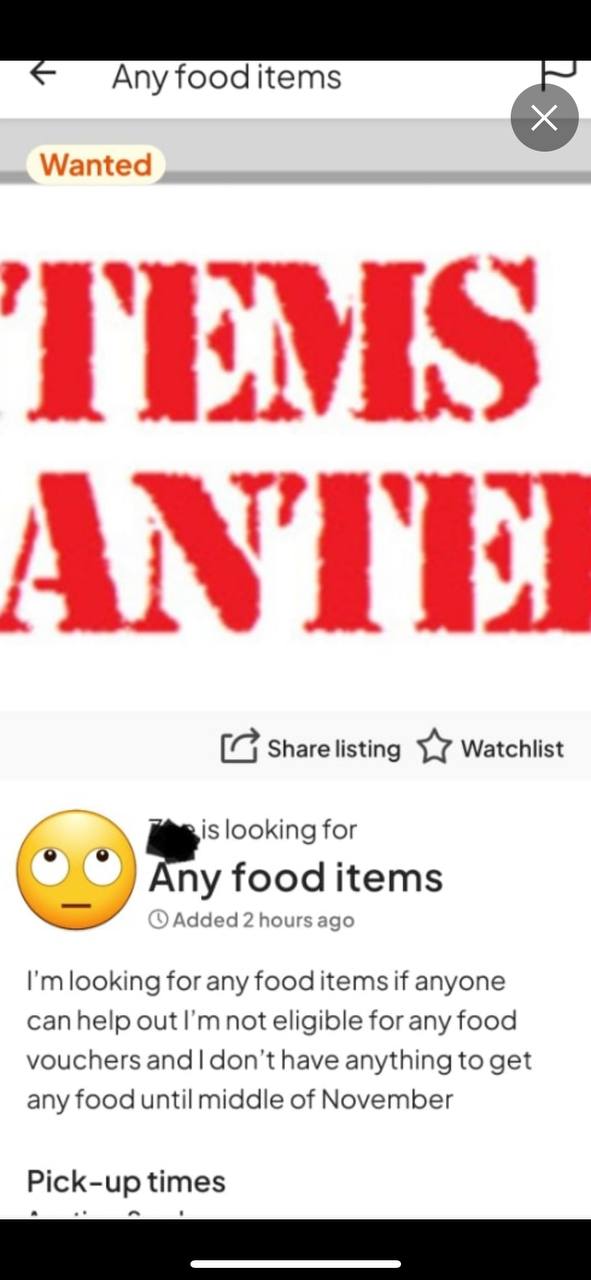 Any food items
Wanted
TEMS
ANTE
Share listing Watchlist
is looking for
Any food items
Added 2 hours ago
I'm looking for any food items if anyone
can help out I'm not eligible for any food
vouchers and I don't have anything to get
any food until middle of November
Pick-up times